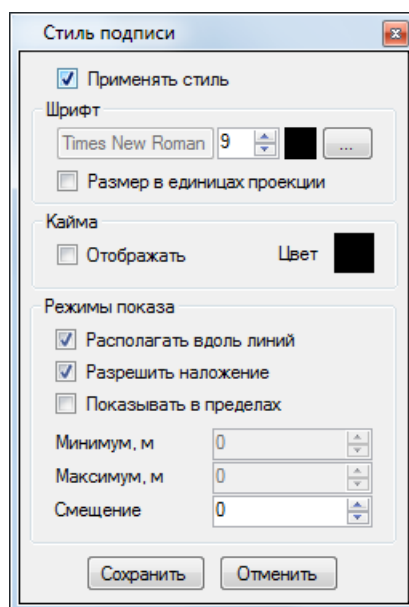 Стиль подписи
Применять стиль
Шрифт
Times New Roman 9 ...
Размер в единицах проекции
Кайма
Отображать Цвет
Режимы показа
Располагать вдоль линий
Разрешить наложение
Показывать в пределах
Минимум, м 0
Максимум, м 0
Смещение 0
Сохранить Отменить